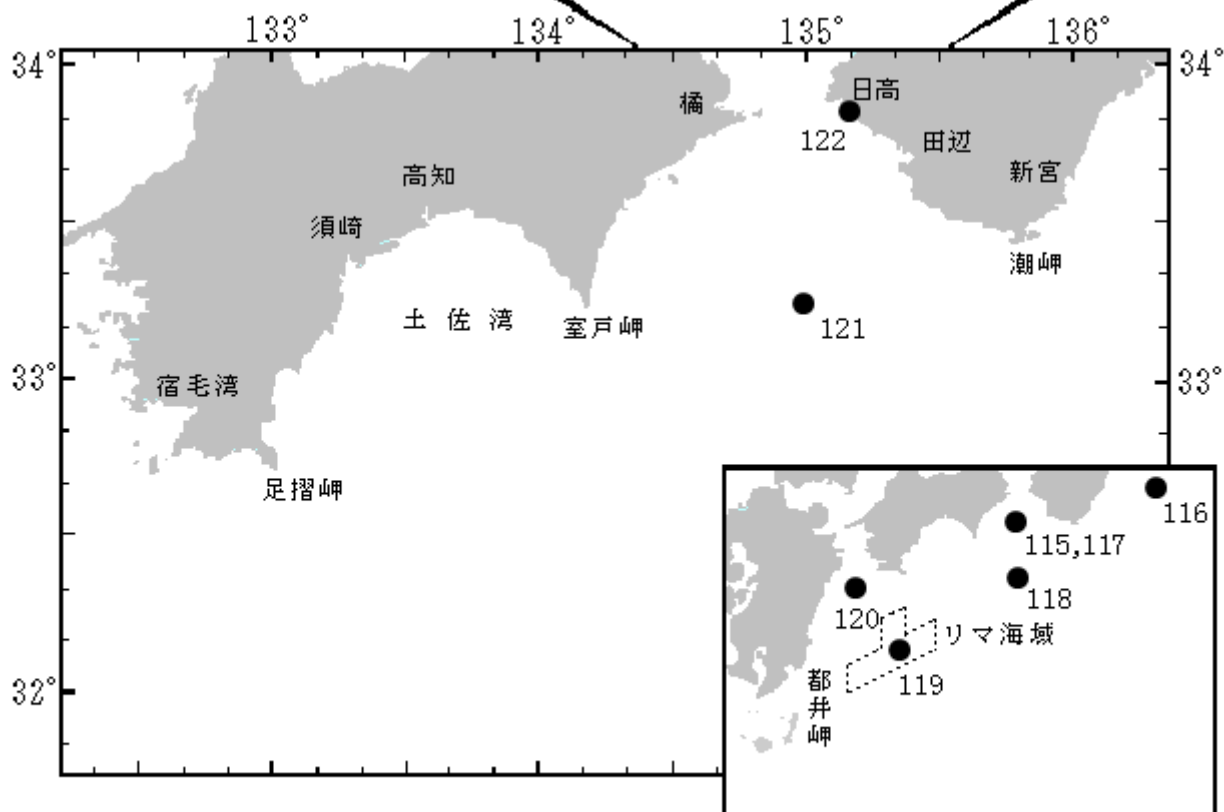 133°
134°
135°
136°
34°
34°
日高
橘
122
田辺
新宮
高知
須崎
潮岬
土佐湾
室戸岬
121
33°
33°
宿毛湾
足摺岬
116
115,117
118
120
リマ海域
119
都井岬
32°